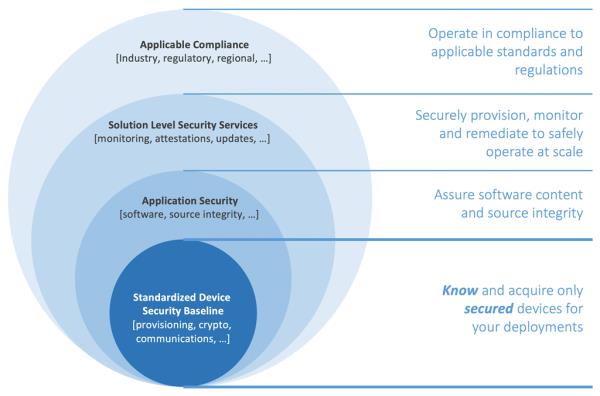 Applicable Compliance
[Industry, regulatory, regional, ...]
Operate in compliance to
applicable standards and
regulations
Solution Level Security Services
[monitoring, attestations, updates, ...]
Securely provision, monitor
and remediate to safely
operate at scale
Application Security
[software, source integrity, ...]
Assure software content
and source integrity
Standardized Device
Security Baseline
[provisioning, crypto,
communications, ...]
Know and acquire only
secured devices for
your deployments